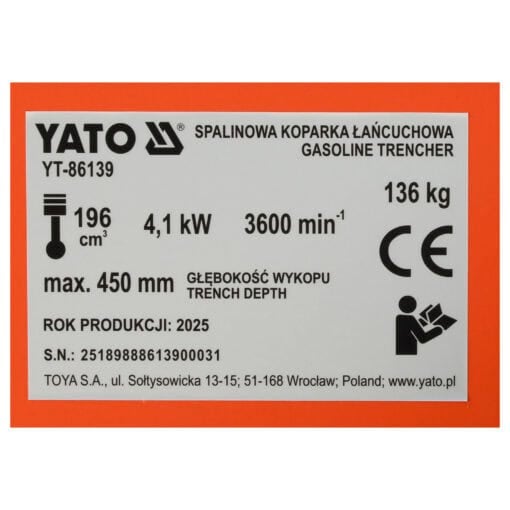 YATO ® SPALINOWA KOPARKA ŁAŃCUCHOWA
GASOLINE TRENCHER
YT-86139
136 kg
196 cm³
4,1 kW
3600 min⁻¹
CE
max. 450 mm
GŁĘBOKOŚĆ WYKOPU
TRENCH DEPTH
ROK PRODUKCJI: 2025
S.N.: 25189888613900031
TOYA S.A., ul. Sołtysowicka 13-15; 51-168 Wrocław; Poland; www.yato.pl